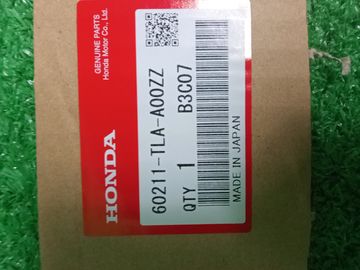 GENUINE PARTS
Honda Motor Co., Ltd.
HONDA
60211-TLA-A00ZZ
QTY 1 B3C07
MADE IN JAPAN